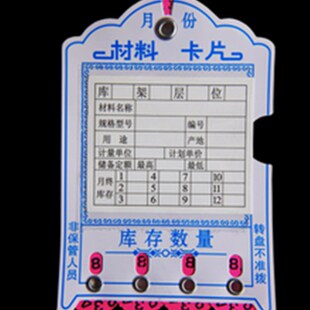 月 份
材料 卡片
库 架 层 位
材料名称
规格型号 编号
用途 产地
计量单位 计划单价
储备定额 最高 最低
月终库存 1 4 7 10
2 5 8 11
3 6 9 12
库存数量
非保管人员
转盘不准拨
8 8 8 8